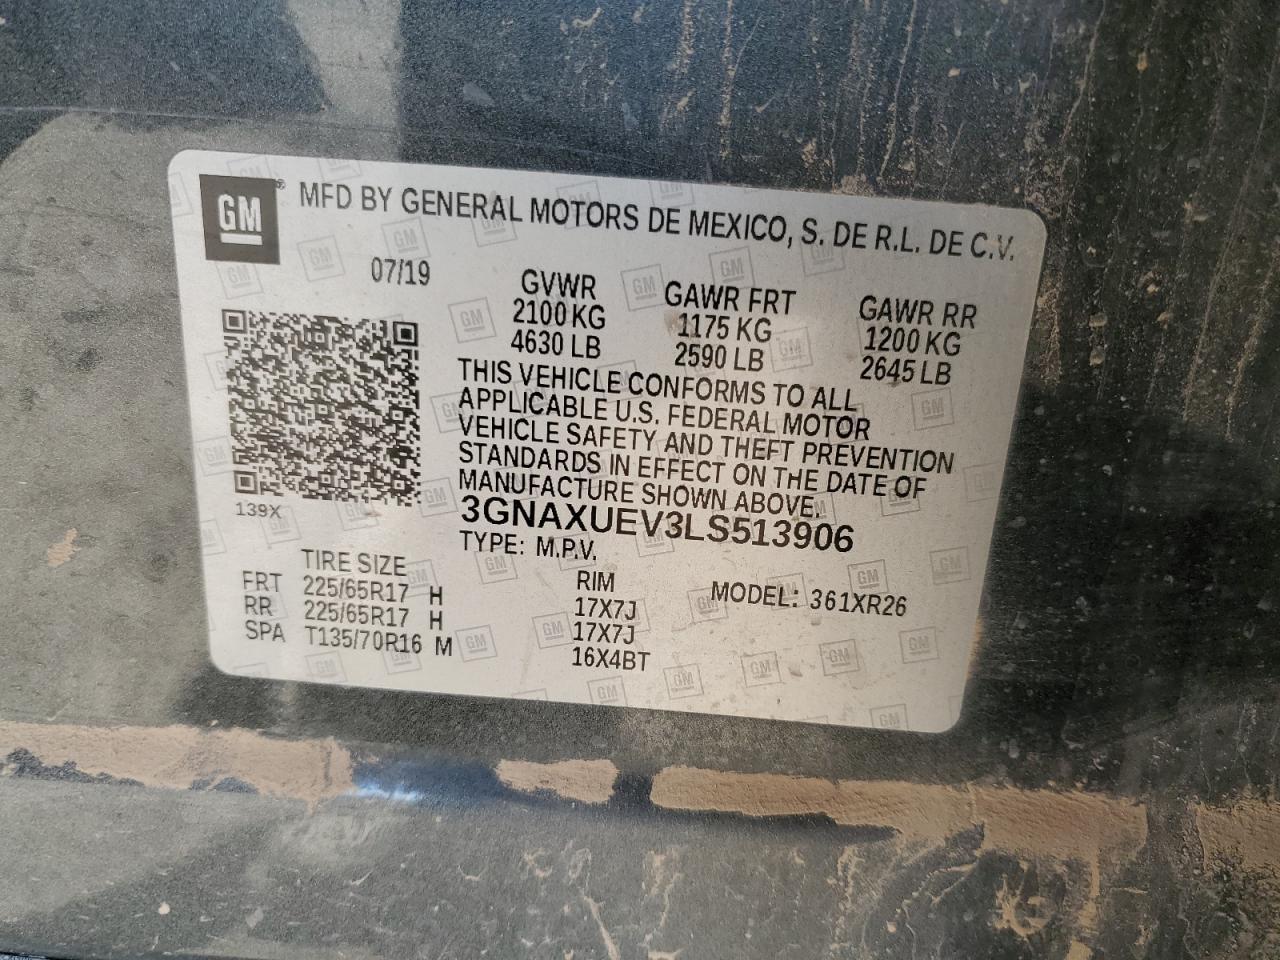 GM® MFD BY GENERAL MOTORS DE MEXICO, S. DE R.L. DE C.V.
07/19
GVWR GAWR FRT GAWR RR
2100 KG 1175 KG 1200 KG
4630 LB 2590 LB 2645 LB
THIS VEHICLE CONFORMS TO ALL
APPLICABLE U.S. FEDERAL MOTOR
VEHICLE SAFETY AND THEFT PREVENTION
STANDARDS IN EFFECT ON THE DATE OF
MANUFACTURE SHOWN ABOVE.
139X
3GNAXUEV3LS513906
TYPE: M.P.V.
TIRE SIZE RIM MODEL: 361XR26
FRT 225/65R17 H 17X7J
RR 225/65R17 H 17X7J
SPA T135/70R16 M 16X4BT